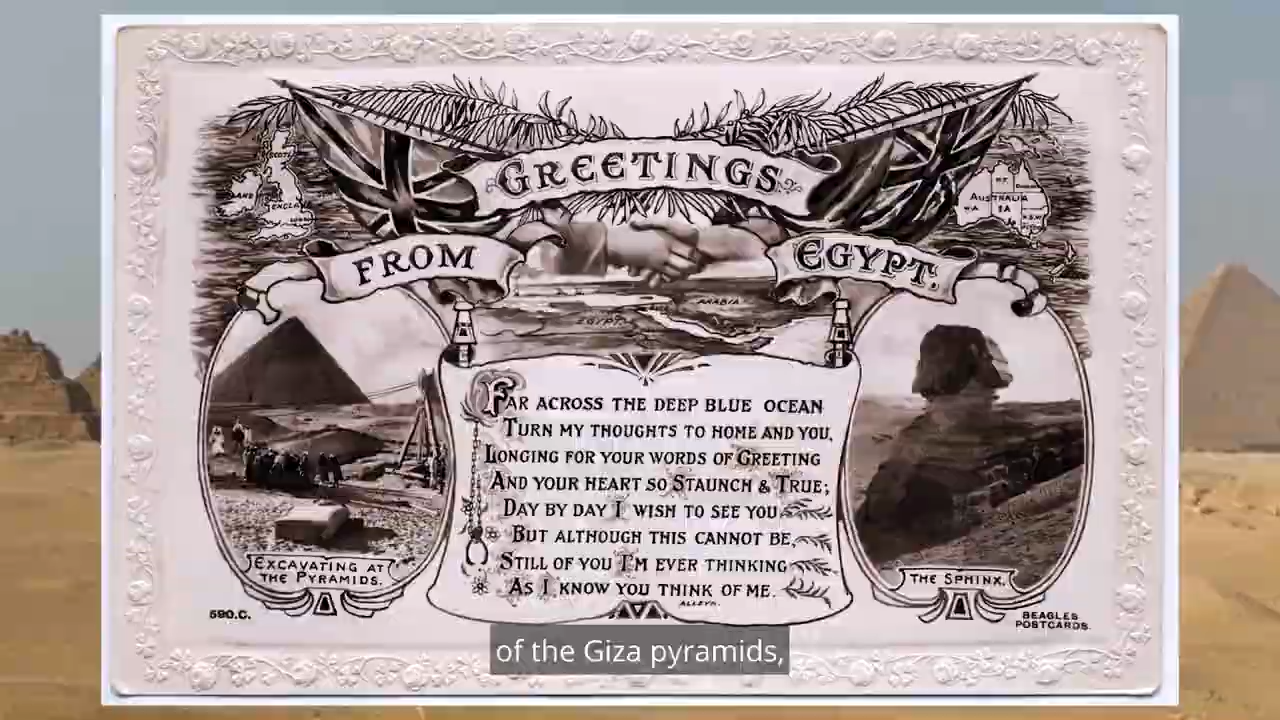 GREETINGS
FROM
EGYPT.
SCOT
ENGLAND
AUSTRALIA
W.A
S.A
ARABIA
EGYPT
FAR ACROSS THE DEEP BLUE OCEAN
TURN MY THOUGHTS TO HOME AND YOU,
LONGING FOR YOUR WORDS OF GREETING
AND YOUR HEART SO STAUNCH & TRUE;
DAY BY DAY I WISH TO SEE YOU
BUT ALTHOUGH THIS CANNOT BE,
STILL OF YOU I'M EVER THINKING
AS I KNOW YOU THINK OF ME.
EXCAVATING AT
THE PYRAMIDS.
THE SPHINX.
590.C.
BEAGLES
POSTCARDS.
of the Giza pyramids,